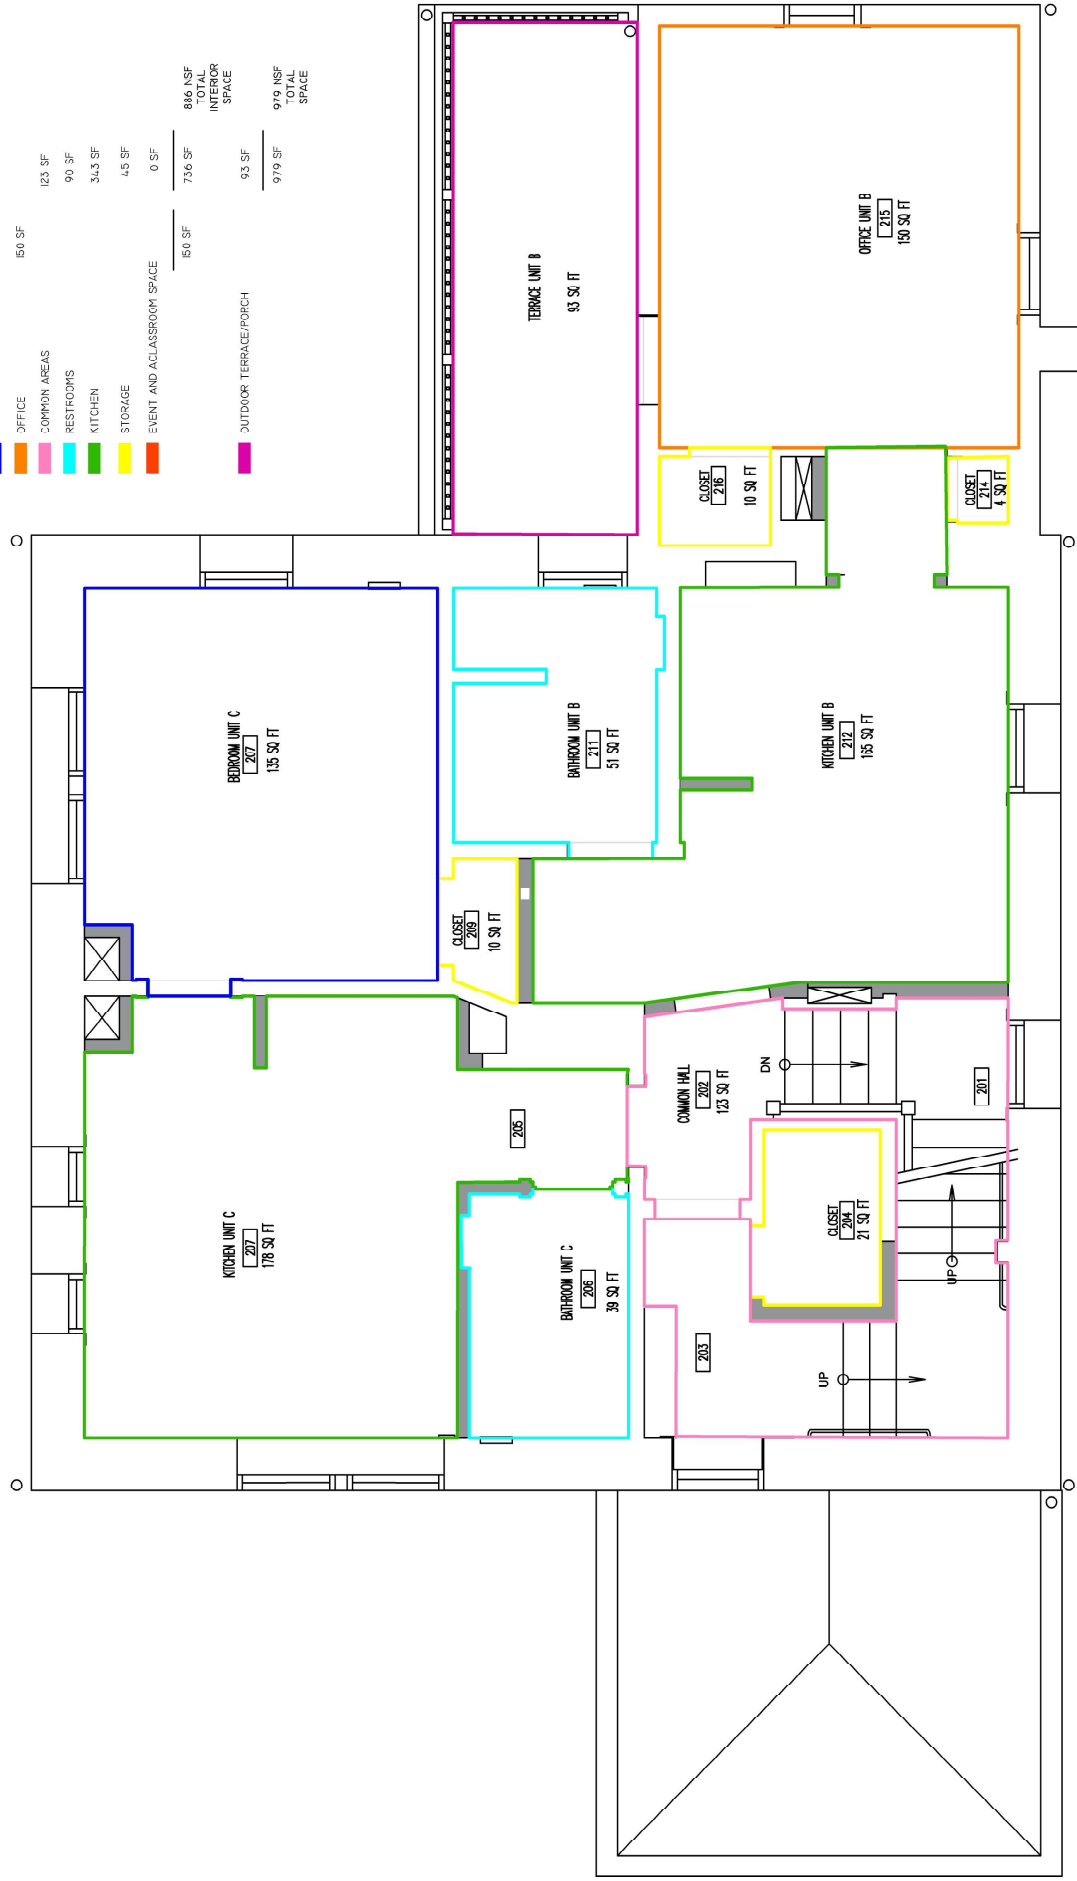 OFFICE 150 SF
COMMON AREAS 123 SF
RESTROOMS 90 SF
KITCHEN 343 SF
STORAGE 45 SF
EVENT AND ACLASSROOM SPACE 0 SF
150 SF 736 SF 886 NSF
TOTAL
INTERIOR
SPACE
OUTDOOR TERRACE/PORCH 93 SF
979 SF 979 NSF
TOTAL
SPACE
TERRACE UNIT B
93 SQ FT
OFFICE UNIT B
215
150 SQ FT
CLOSET
216
10 SQ FT
CLOSET
214
4 SQ FT
BEDROOM UNIT C
207
135 SQ FT
BATHROOM UNIT B
211
51 SQ FT
KITCHEN UNIT B
212
165 SQ FT
CLOSET
209
10 SQ FT
KITCHEN UNIT C
207
178 SQ FT
205
BATHROOM UNIT C
206
39 SQ FT
COMMON HALL
202
123 SQ FT
DN
201
CLOSET
204
21 SQ FT
UP
203
UP